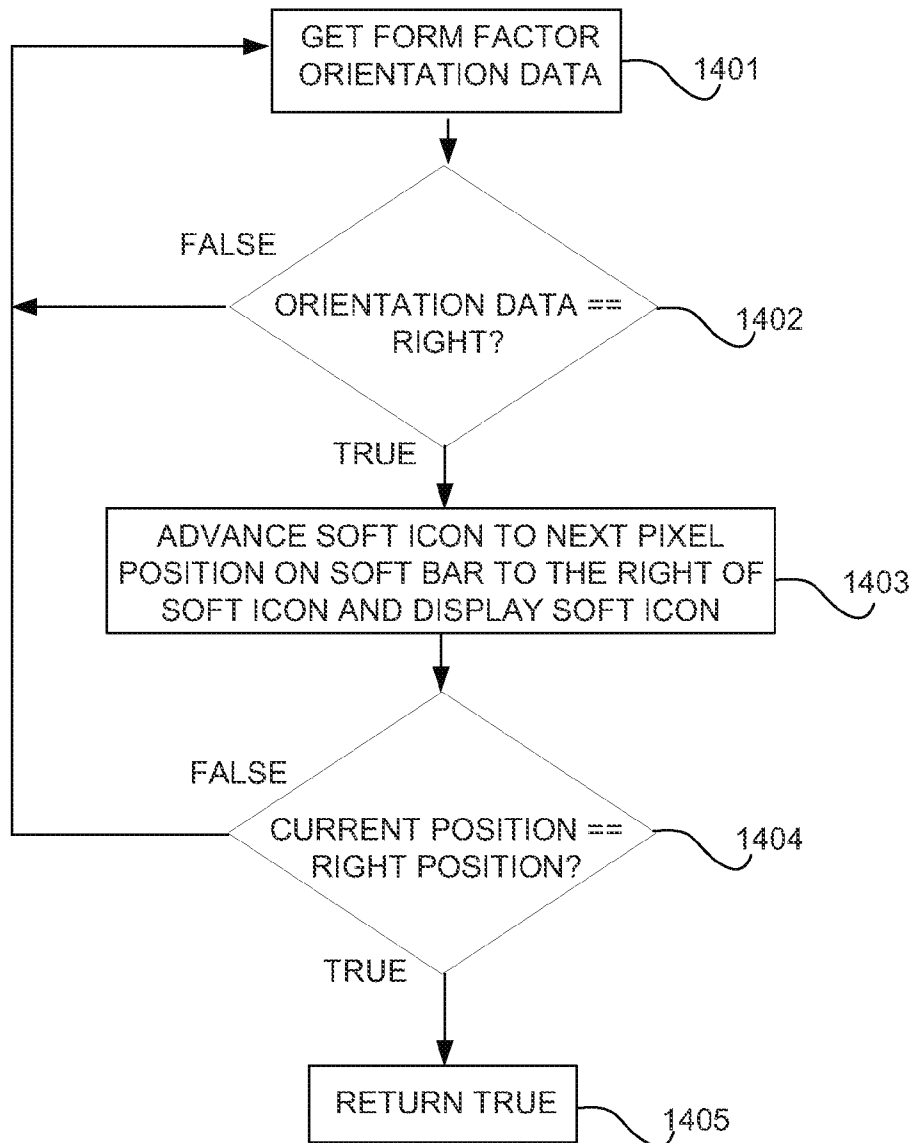 GET FORM FACTOR
ORIENTATION DATA
1401
FALSE
ORIENTATION DATA ==
RIGHT?
1402
TRUE
ADVANCE SOFT ICON TO NEXT PIXEL
POSITION ON SOFT BAR TO THE RIGHT OF
SOFT ICON AND DISPLAY SOFT ICON
1403
FALSE
CURRENT POSITION ==
RIGHT POSITION?
1404
TRUE
RETURN TRUE
1405